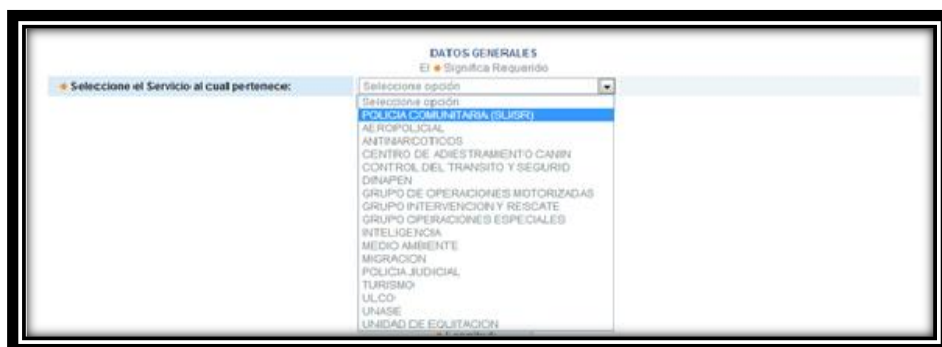 DATOS GENERALES
El * Significa Requerido
* Seleccione el Servicio al cual pertenece:
Seleccione opción
Seleccione opción
POLICIA COMUNITARIA
AEROPOLICIAL
ANTINARCOTICOS
CENTRO DE ADIESTRAMIENTO CANIN
CONTROL DEL TRANSITO Y SEGURID
DINAPEN
GRUPO DE OPERACIONES MOTORIZADAS
GRUPO INTERVENCION Y RESCATE
GRUPO OPERACIONES ESPECIALES
INTELIGENCIA
MEDIO AMBIENTE
MIGRACION
POLICIA JUDICIAL
TURISMO
ULCO
UNASE
UNIDAD DE EQUITACION